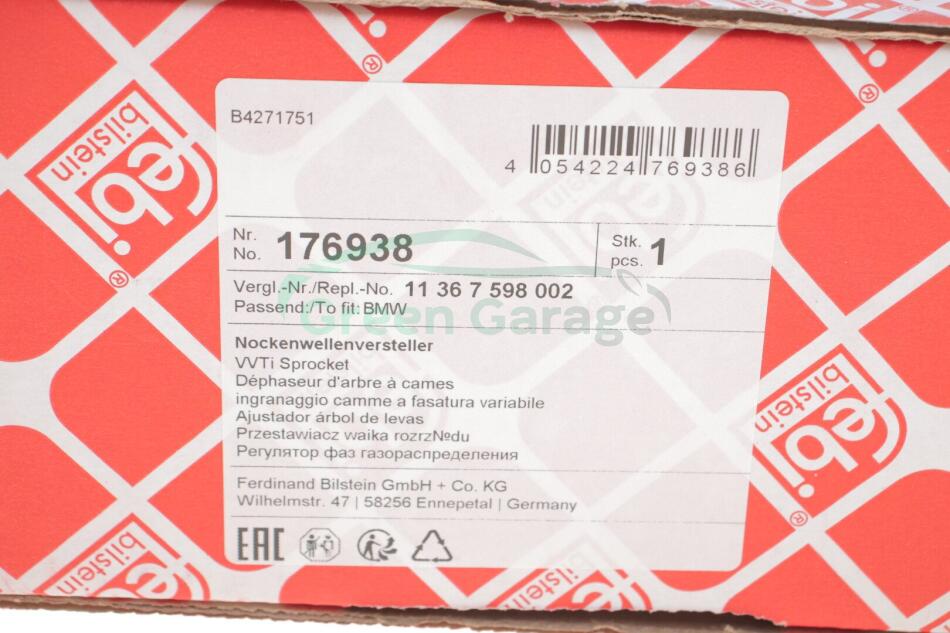 B4271751
4 054224 769386
Nr.
No. 176938
Stk.
pcs. 1
Vergl.-Nr./Repl.-No. 11 36 7 598 002
Passend:/To fit: BMW
Green Garage
Nockenwellenversteller
VVTi Sprocket
Déphaseur d'arbre à cames
ingranaggio camme a fasatura variabile
Ajustador árbol de levas
Przestawiacz waika rozrz№du
Регулятор фаз газораспределения
Ferdinand Bilstein GmbH + Co. KG
Wilhelmstr. 47 | 58256 Ennepetal | Germany
EAC
febi
bilstein
®
febi
bilstein
®
febi
bilstein
febi
bilstein
®